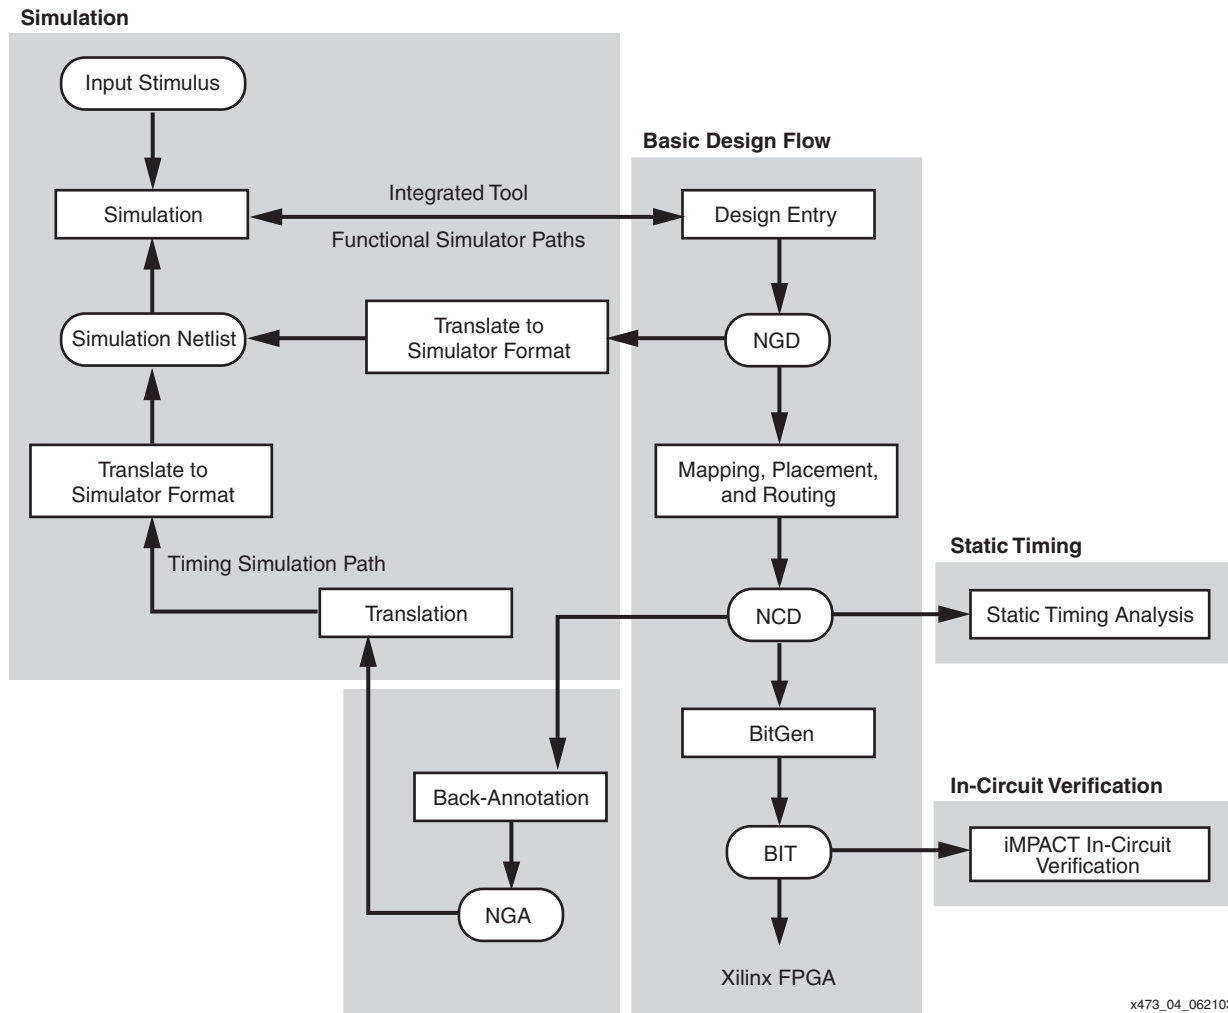 Simulation
Input Stimulus
Basic Design Flow
Integrated Tool
Simulation
Design Entry
Functional Simulator Paths
Simulation Netlist
Translate to
Simulator Format
NGD
Translate to
Simulator Format
Mapping, Placement,
and Routing
Static Timing
Timing Simulation Path
Translation
NCD
Static Timing Analysis
BitGen
In-Circuit Verification
Back-Annotation
BIT
iMPACT In-Circuit
Verification
NGA
Xilinx FPGA
x473_04_062103